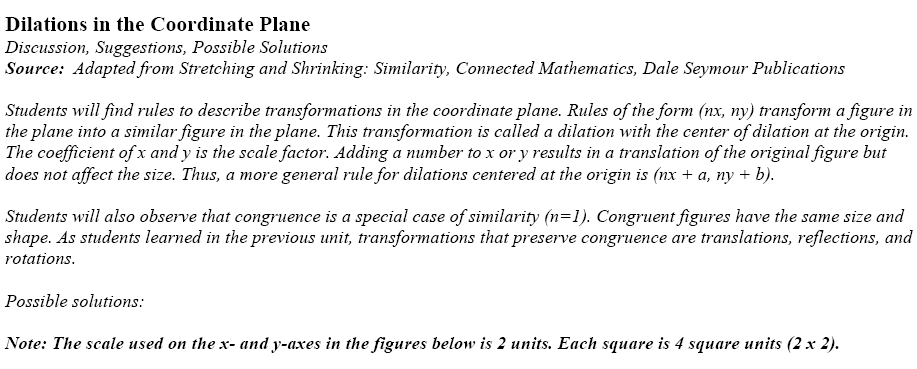 Dilations in the Coordinate Plane
Discussion, Suggestions, Possible Solutions
Source: Adapted from Stretching and Shrinking: Similarity, Connected Mathematics, Dale Seymour Publications
Students will find rules to describe transformations in the coordinate plane. Rules of the form (nx, ny) transform a figure in
the plane into a similar figure in the plane. This transformation is called a dilation with the center of dilation at the origin.
The coefficient of x and y is the scale factor. Adding a number to x or y results in a translation of the original figure but
does not affect the size. Thus, a more general rule for dilations centered at the origin is (nx + a, ny + b).
Students will also observe that congruence is a special case of similarity (n=1). Congruent figures have the same size and
shape. As students learned in the previous unit, transformations that preserve congruence are translations, reflections, and
rotations.
Possible solutions:
Note: The scale used on the x- and y-axes in the figures below is 2 units. Each square is 4 square units (2 x 2).